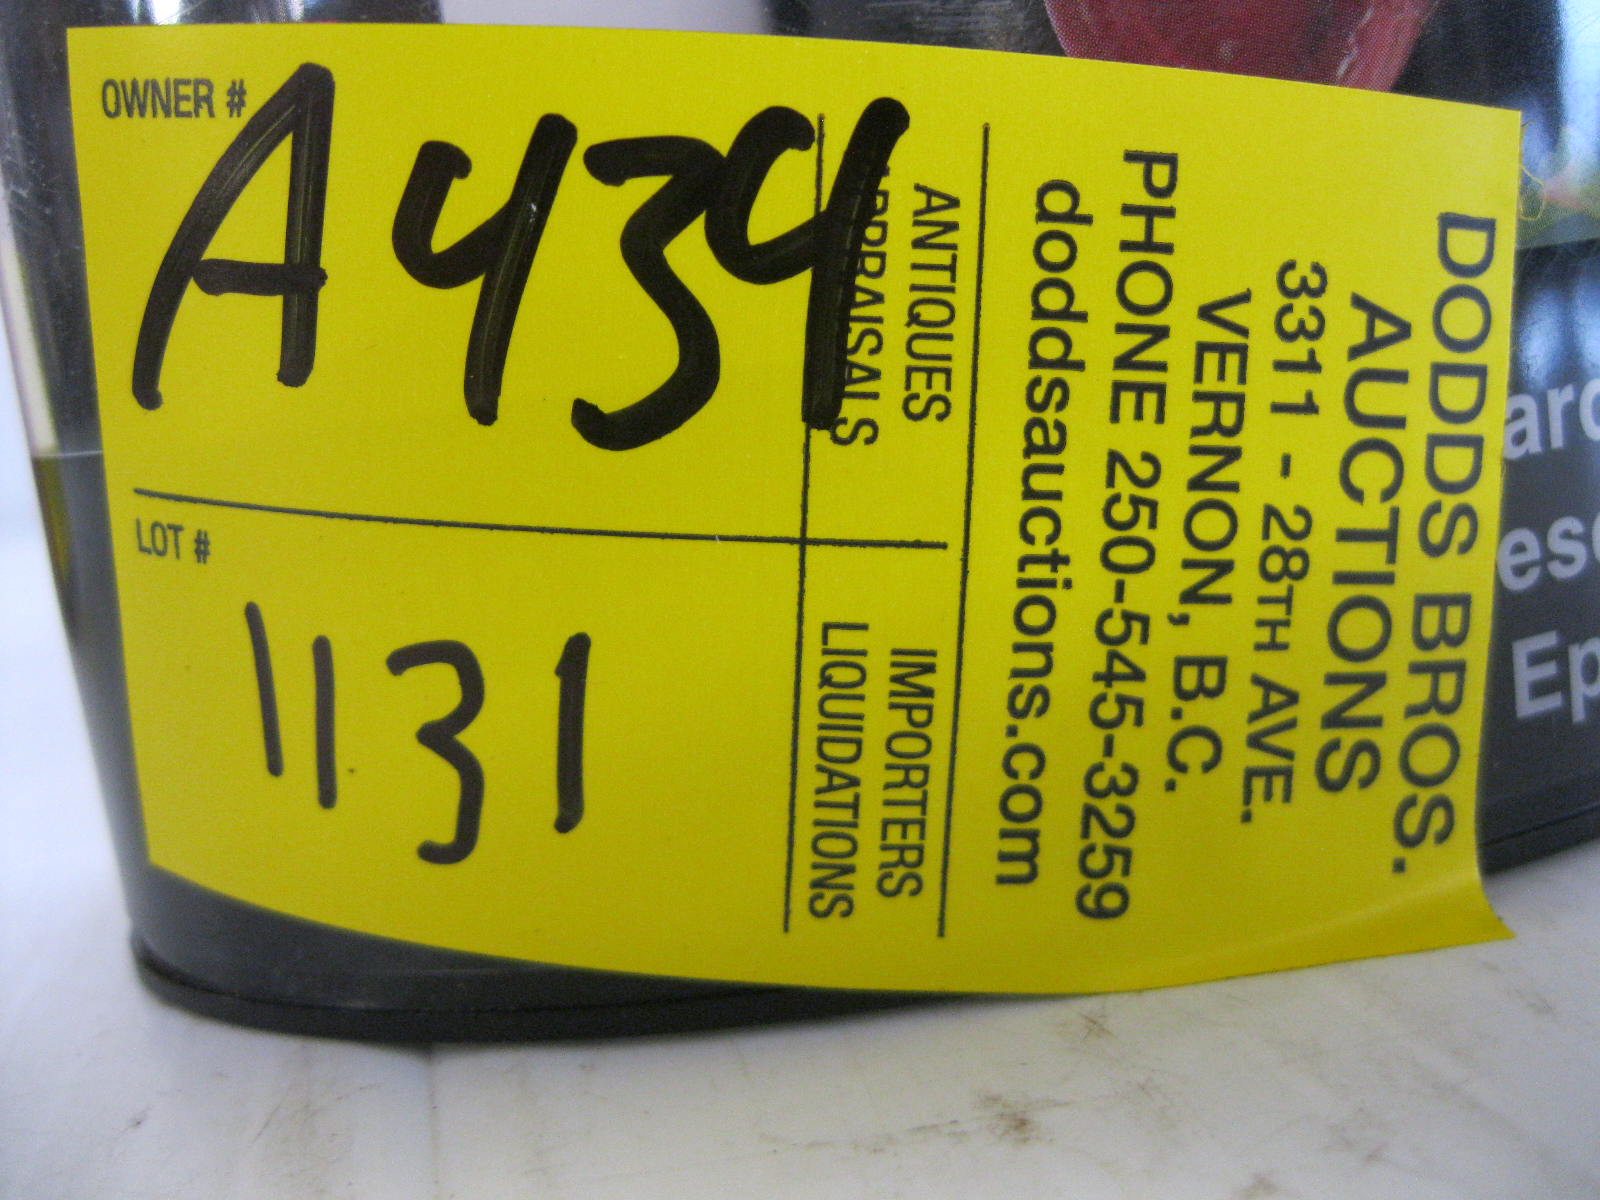 OWNER #
A434
LOT #
1131
ANTIQUES
APPRAISALS
IMPORTERS
LIQUIDATIONS
DODDS BROS.
AUCTIONS
3311 - 28TH AVE.
VERNON, B.C.
PHONE 250-545-3259
doddsauctions.com